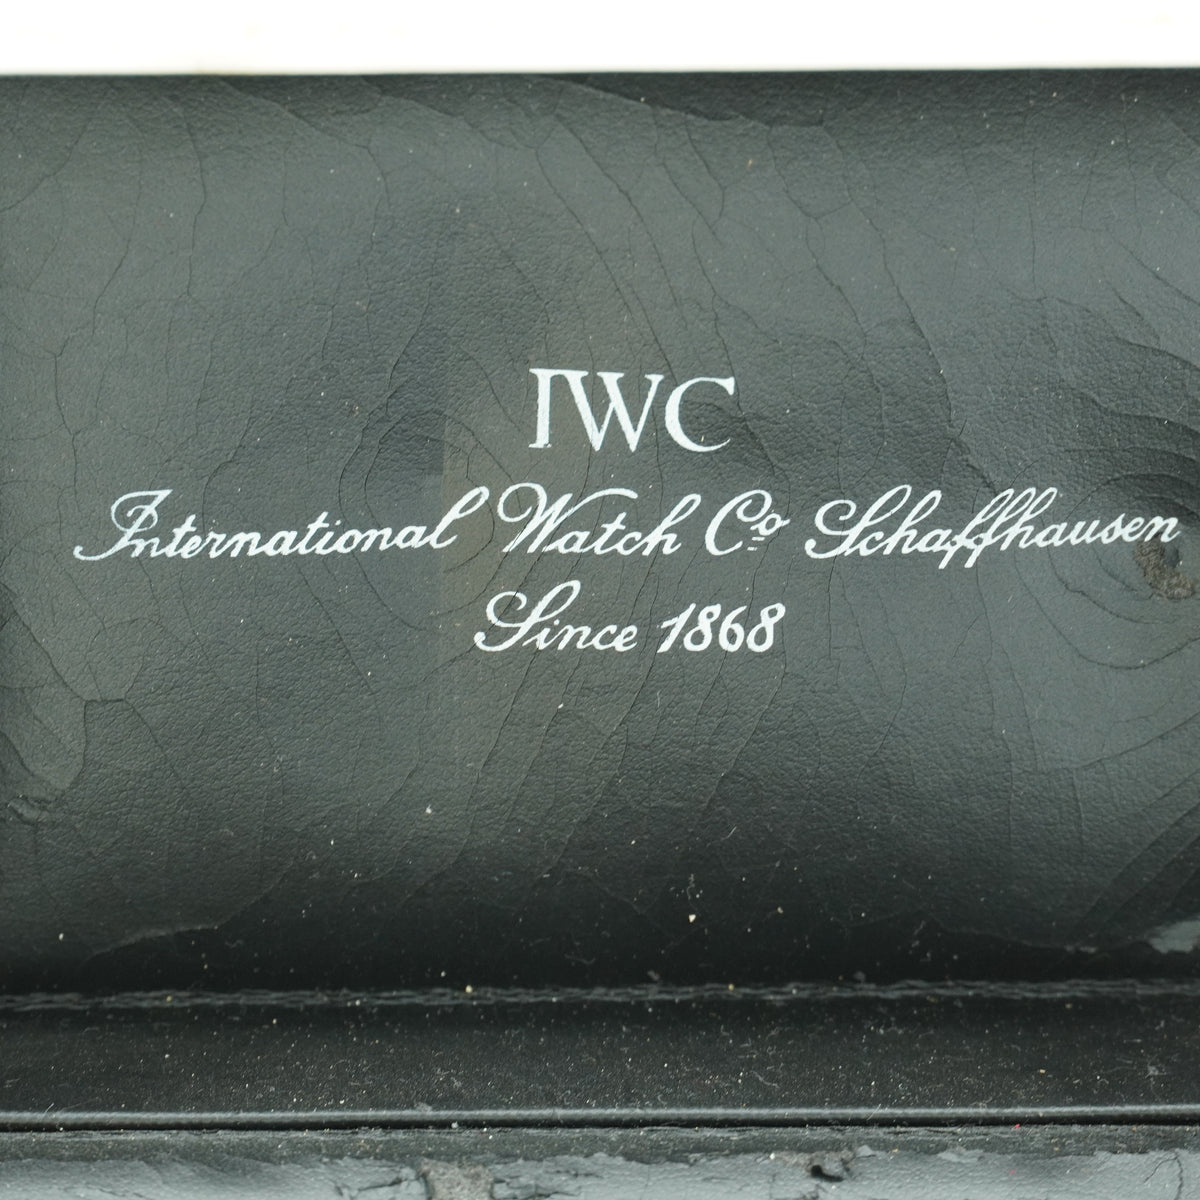 IWC
International Watch Co Schaffhausen
Since 1868